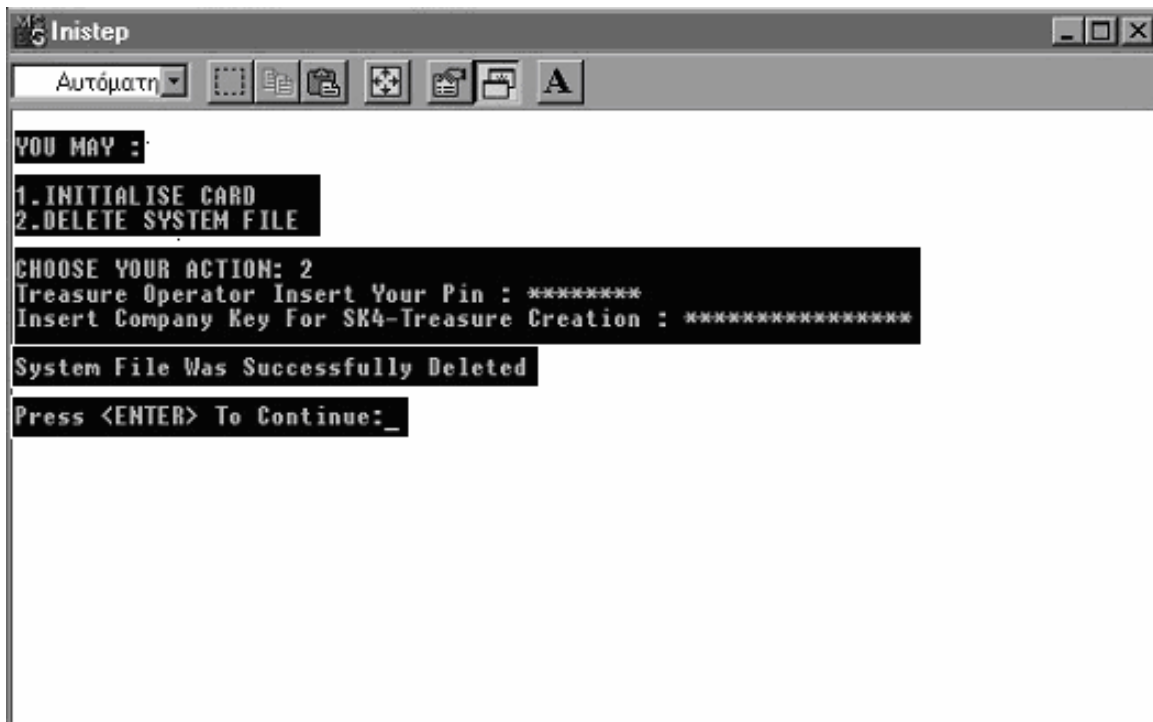 Inistep
Αυτόματη
A
YOU MAY :
1.INITIALISE CARD
2.DELETE SYSTEM FILE
CHOOSE YOUR ACTION: 2
Treasure Operator Insert Your Pin : ********
Insert Company Key For SK4-Treasure Creation : ****************
System File Was Successfully Deleted
Press <ENTER> To Continue:_